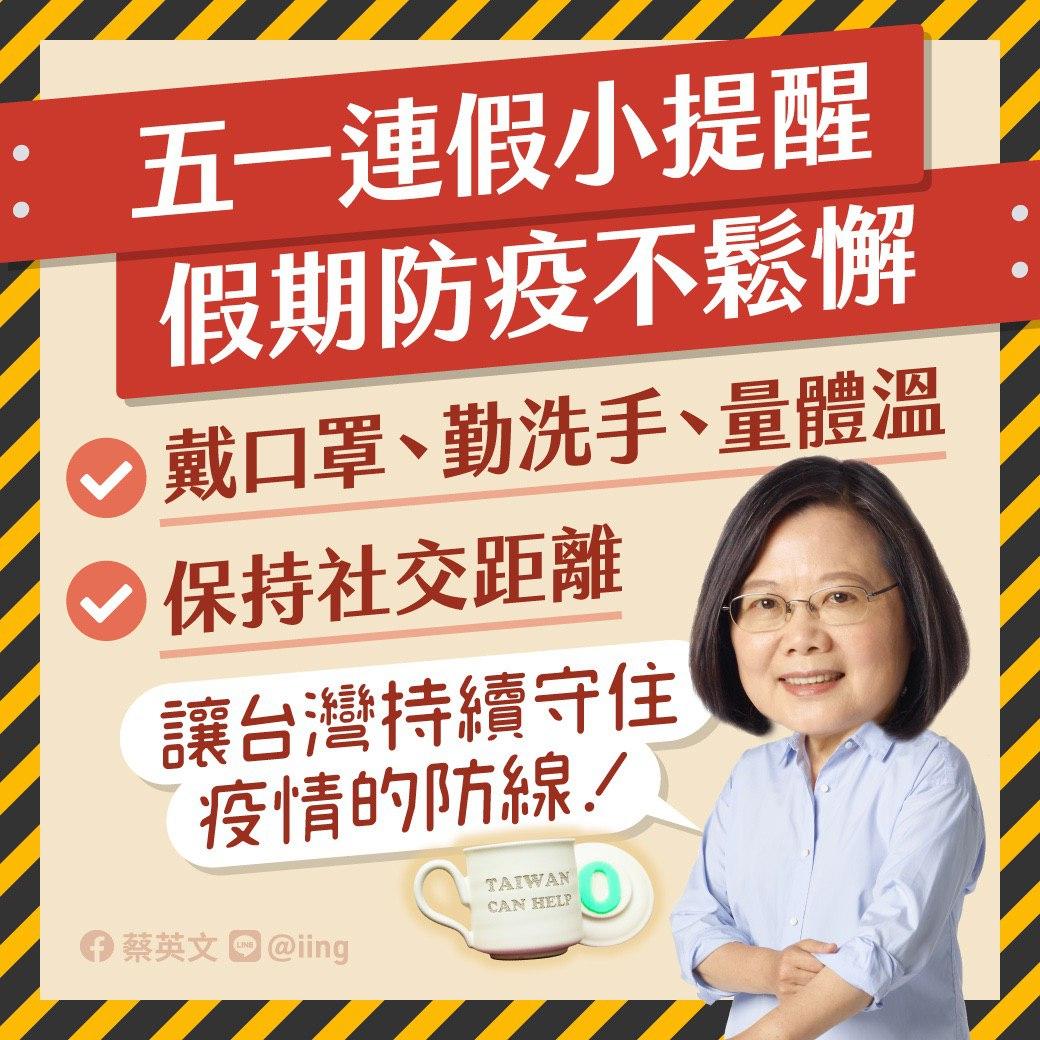 五一連假小提醒
假期防疫不鬆懈
戴口罩、勤洗手、量體溫
保持社交距離
讓台灣持續守住
疫情的防線！
TAIWAN
CAN HELP
0
f 蔡英文 LINE @iing